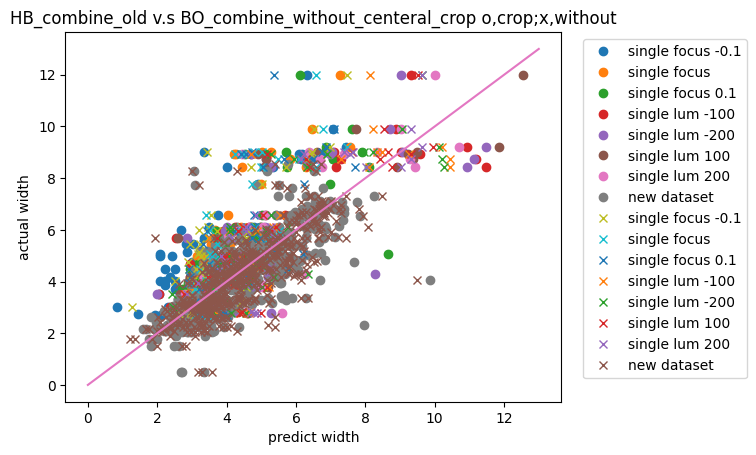 HB_combine_old v.s BO_combine_without_centeral_crop o,crop;x,without
actual width
12
10
8
6
4
2
0
0 2 4 6 8 10 12
predict width
single focus -0.1
single focus
single focus 0.1
single lum -100
single lum -200
single lum 100
single lum 200
new dataset
single focus -0.1
single focus
single focus 0.1
single lum -100
single lum -200
single lum 100
single lum 200
new dataset